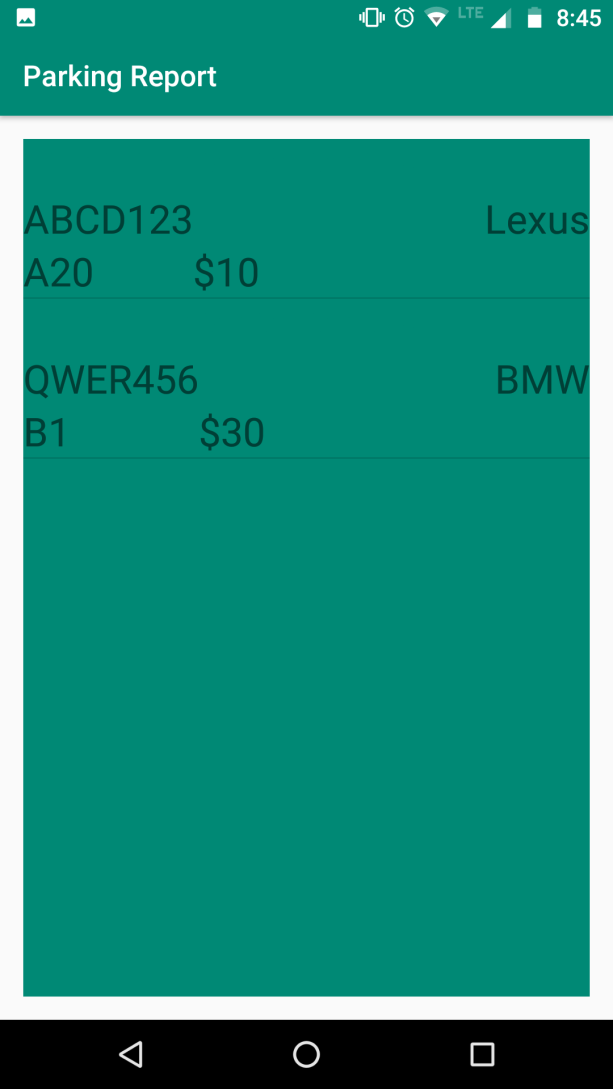 LTE 8:45
Parking Report
ABCD123 Lexus
A20 $10
QWER456 BMW
B1 $30